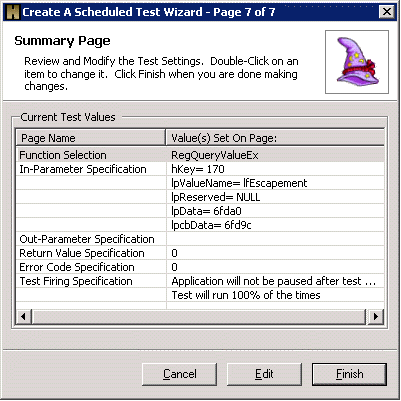 Create A Scheduled Test Wizard - Page 7 of 7
Summary Page
Review and Modify the Test Settings. Double-Click on an
item to change it. Click Finish when you are done making
changes.
Current Test Values
Page Name Value(s) Set On Page:
Function Selection RegQueryValueEx
In-Parameter Specification hKey= 170
lpValueName= lfEscapement
lpReserved= NULL
lpData= 6fda0
lpcbData= 6fd9c
Out-Parameter Specification
Return Value Specification 0
Error Code Specification 0
Test Firing Specification Application will not be paused after test ...
Test will run 100% of the times
Cancel Edit Finish